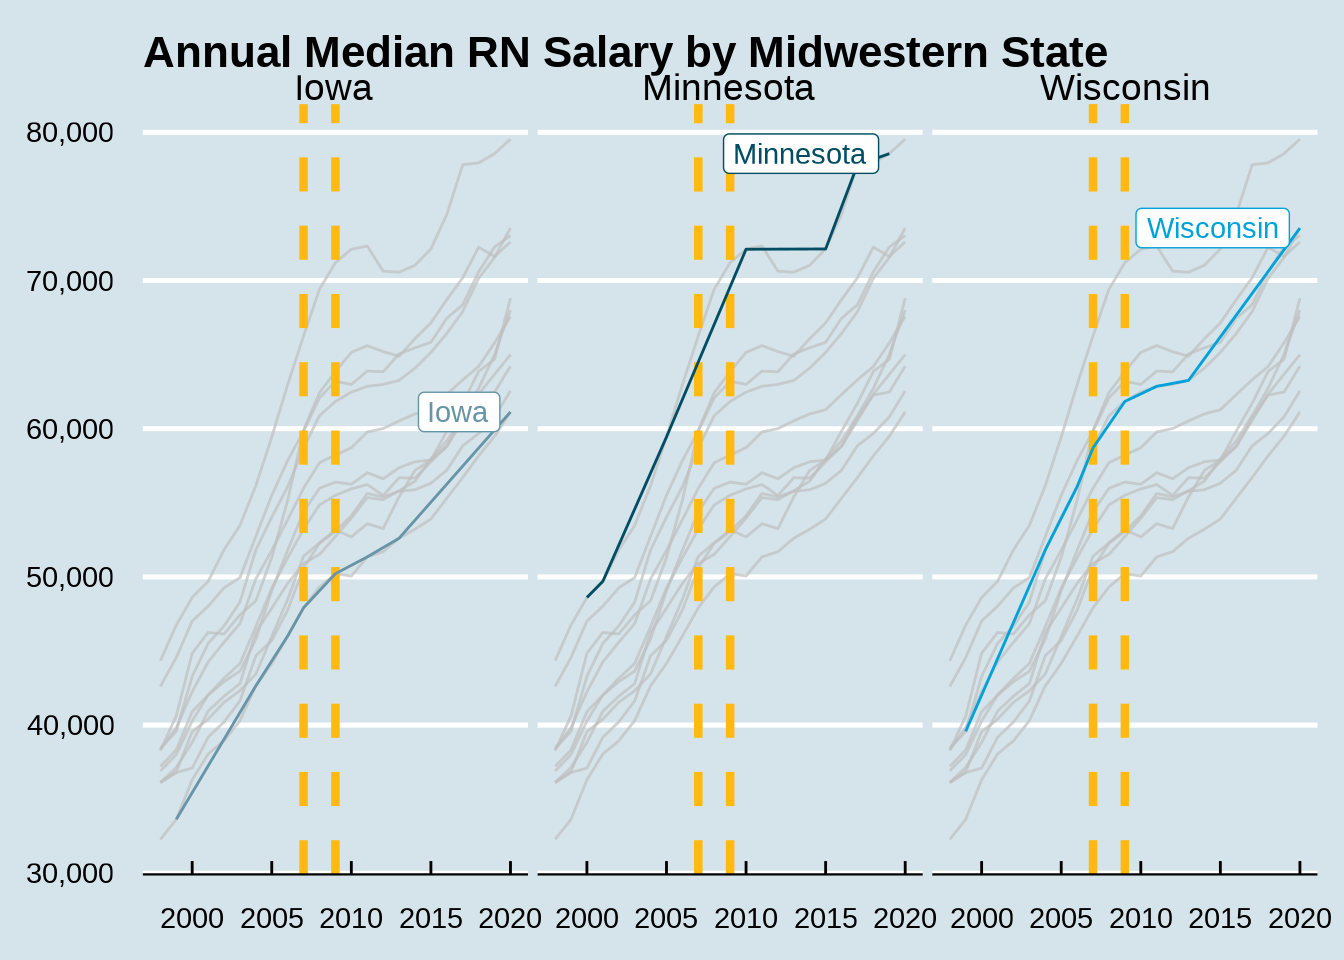 Annual Median RN Salary by Midwestern State
Iowa Minnesota Wisconsin
80,000
Minnesota
Wisconsin
70,000
Iowa
60,000
50,000
40,000
30,000
2000 2005 2010 2015 2020 2000 2005 2010 2015 2020 2000 2005 2010 2015 2020